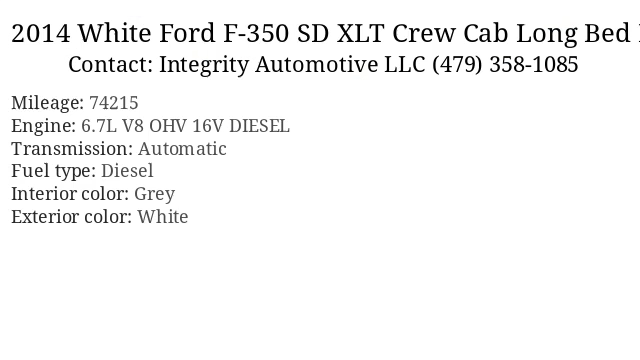 2014 White Ford F-350 SD XLT Crew Cab Long Bed
Contact: Integrity Automotive LLC (479) 358-1085
Mileage: 74215
Engine: 6.7L V8 OHV 16V DIESEL
Transmission: Automatic
Fuel type: Diesel
Interior color: Grey
Exterior color: White